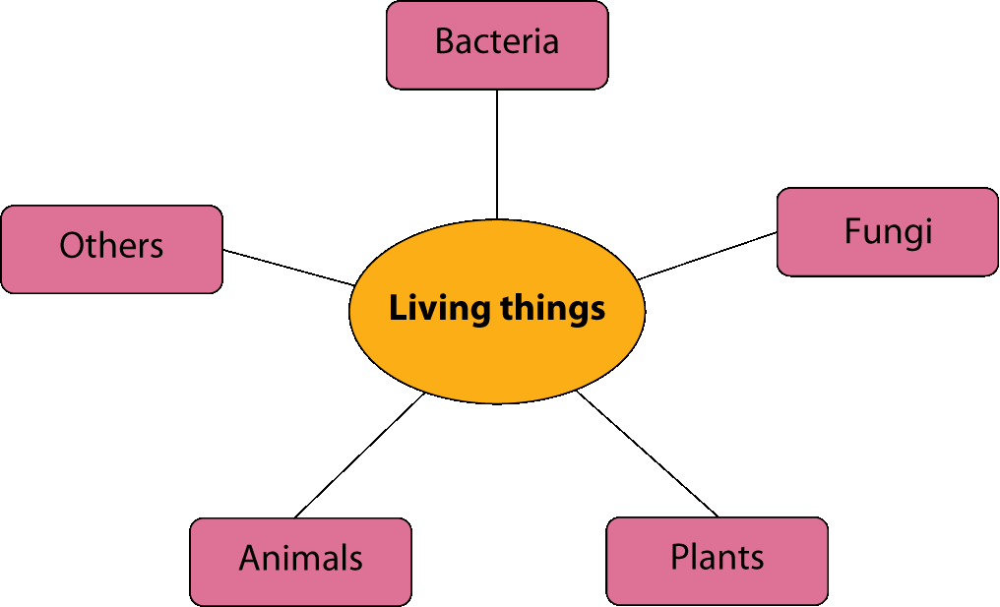 Bacteria
Others
Fungi
Living things
Animals
Plants